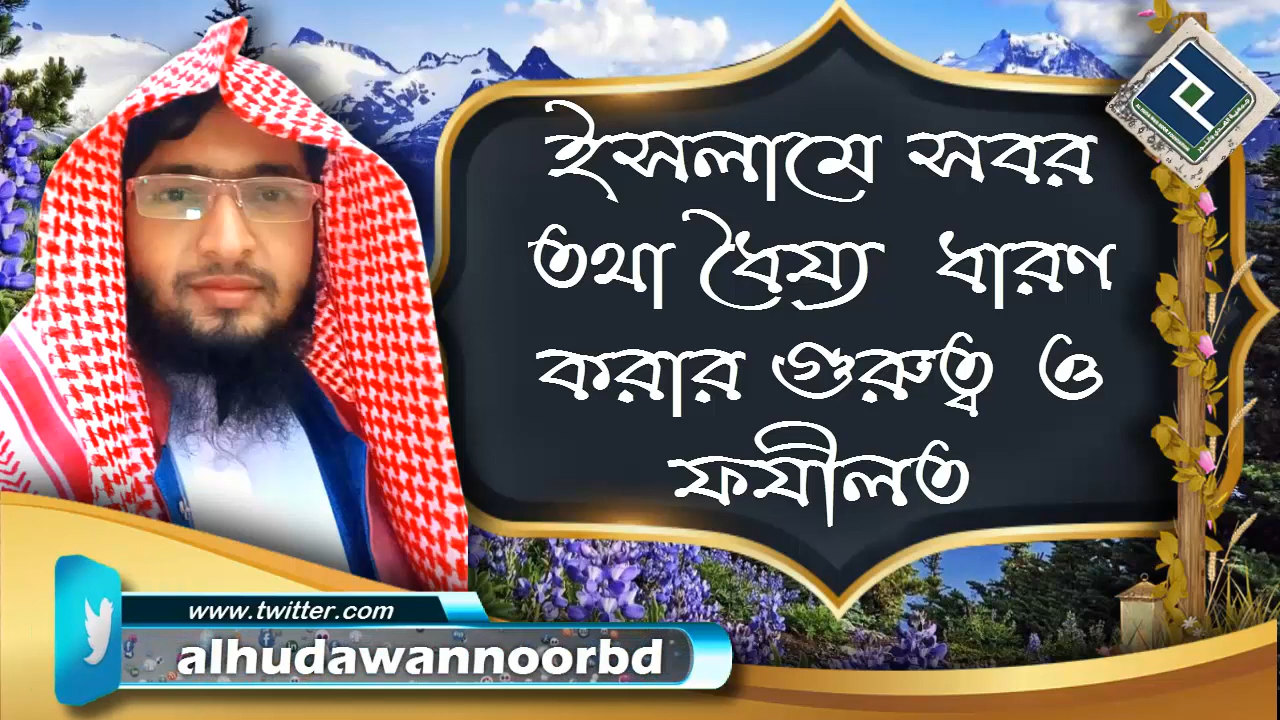 ইসলামে সবর
তথা ধৈয্য ধারণ
করার গুরুত্ব ও
ফযীলত
www.twitter.com
alhudawannoorbd